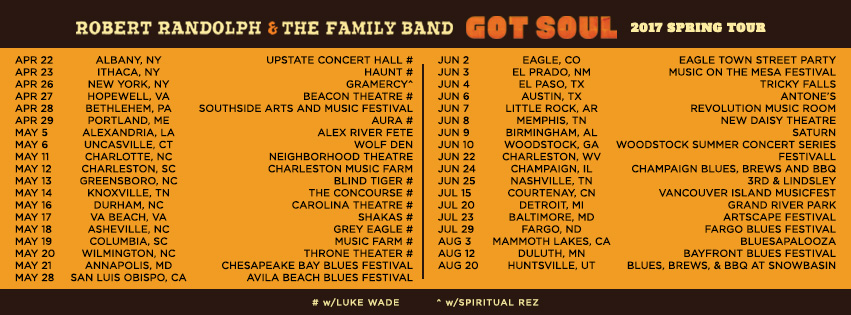 ROBERT RANDOLPH & THE FAMILY BAND GOT SOUL 2017 SPRING TOUR
APR 22 ALBANY, NY UPSTATE CONCERT HALL #
APR 23 ITHACA, NY HAUNT #
APR 26 NEW YORK, NY GRAMERCY^
APR 27 HOPEWELL, VA BEACON THEATRE #
APR 28 BETHLEHEM, PA SOUTHSIDE ARTS AND MUSIC FESTIVAL
APR 29 PORTLAND, ME AURA #
MAY 5 ALEXANDRIA, LA ALEX RIVER FETE
MAY 6 UNCASVILLE, CT WOLF DEN
MAY 11 CHARLOTTE, NC NEIGHBORHOOD THEATRE
MAY 12 CHARLESTON, SC CHARLESTON MUSIC FARM
MAY 13 GREENSBORO, NC BLIND TIGER #
MAY 14 KNOXVILLE, TN THE CONCOURSE #
MAY 16 DURHAM, NC CAROLINA THEATRE #
MAY 17 VA BEACH, VA SHAKAS #
MAY 18 ASHEVILLE, NC GREY EAGLE #
MAY 19 COLUMBIA, SC MUSIC FARM #
MAY 20 WILMINGTON, NC THRONE THEATER #
MAY 21 ANNAPOLIS, MD CHESAPEAKE BAY BLUES FESTIVAL
MAY 28 SAN LUIS OBISPO, CA AVILA BEACH BLUES FESTIVAL
JUN 2 EAGLE, CO EAGLE TOWN STREET PARTY
JUN 3 EL PRADO, NM MUSIC ON THE MESA FESTIVAL
JUN 4 EL PASO, TX TRICKY FALLS
JUN 6 AUSTIN, TX ANTONE'S
JUN 7 LITTLE ROCK, AR REVOLUTION MUSIC ROOM
JUN 8 MEMPHIS, TN NEW DAISY THEATRE
JUN 9 BIRMINGHAM, AL SATURN
JUN 10 WOODSTOCK, GA WOODSTOCK SUMMER CONCERT SERIES
JUN 22 CHARLESTON, WV FESTIVALL
JUN 24 CHAMPAIGN, IL CHAMPAIGN BLUES, BREWS AND BBQ
JUN 25 NASHVILLE, TN 3RD & LINDSLEY
JUL 15 COURTENAY, CN VANCOUVER ISLAND MUSICFEST
JUL 20 DETROIT, MI GRAND RIVER PARK
JUL 23 BALTIMORE, MD ARTSCAPE FESTIVAL
JUL 29 FARGO, ND FARGO BLUES FESTIVAL
AUG 3 MAMMOTH LAKES, CA BLUESAPALOOZA
AUG 12 DULUTH, MN BAYFRONT BLUES FESTIVAL
AUG 20 HUNTSVILLE, UT BLUES, BREWS, & BBQ AT SNOWBASIN
# w/LUKE WADE ^ w/SPIRITUAL REZ